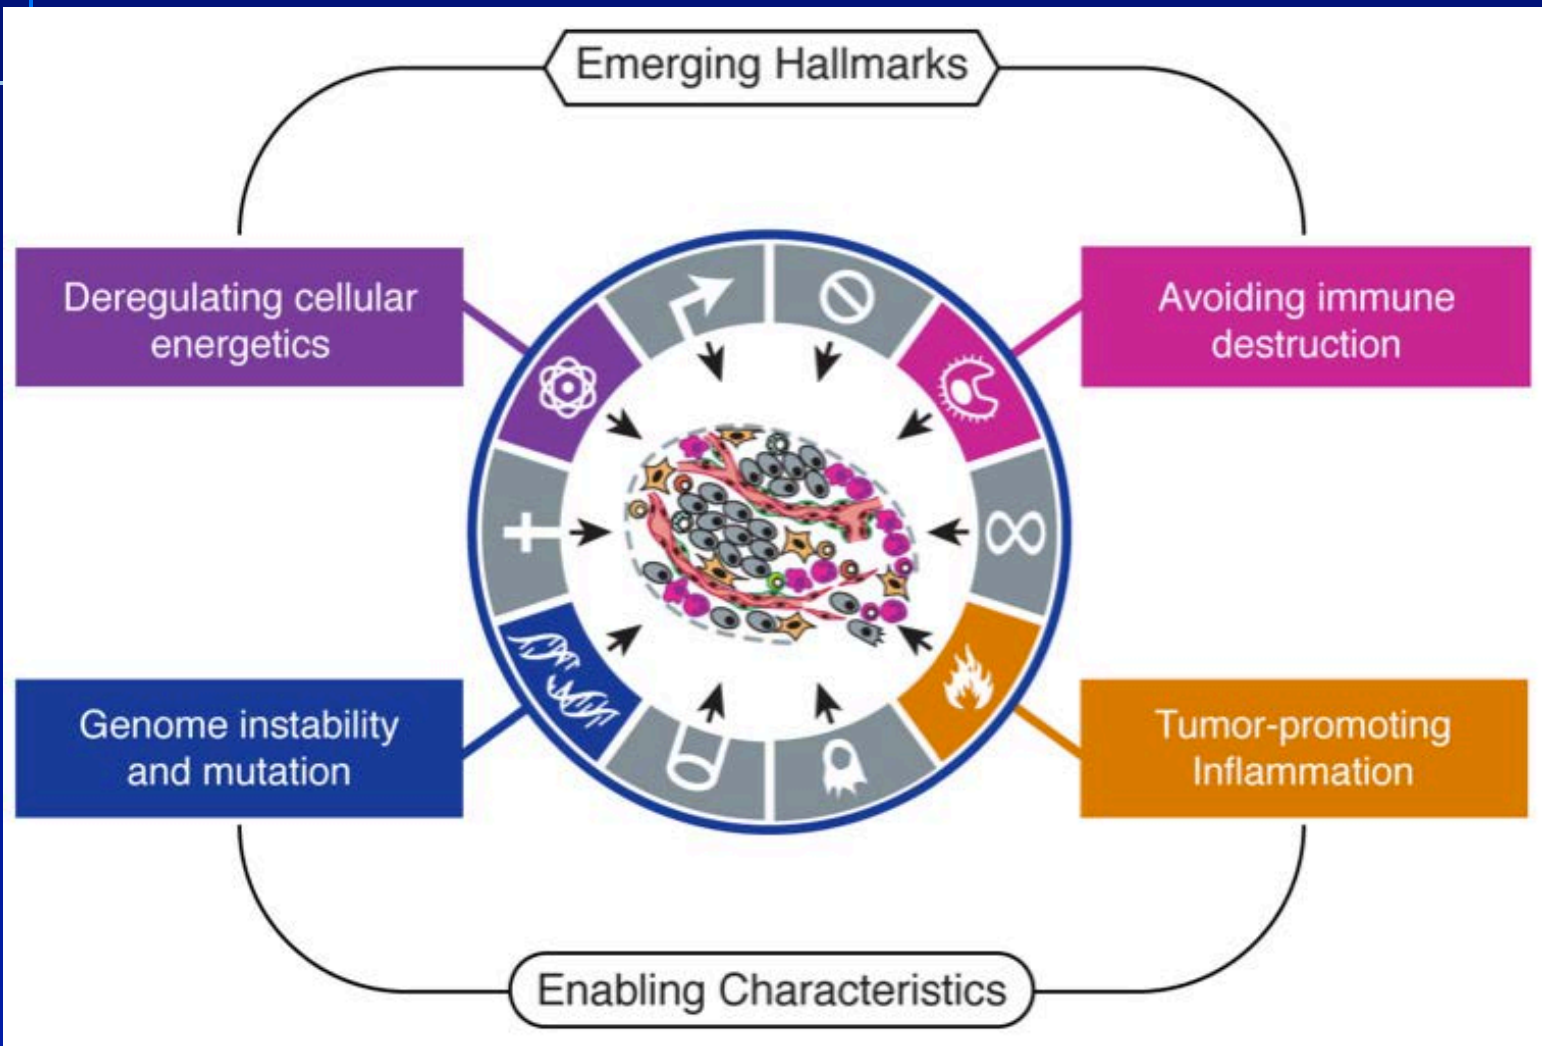 Emerging Hallmarks
Deregulating cellular
energetics
Avoiding immune
destruction
Genome instability
and mutation
Tumor-promoting
Inflammation
Enabling Characteristics